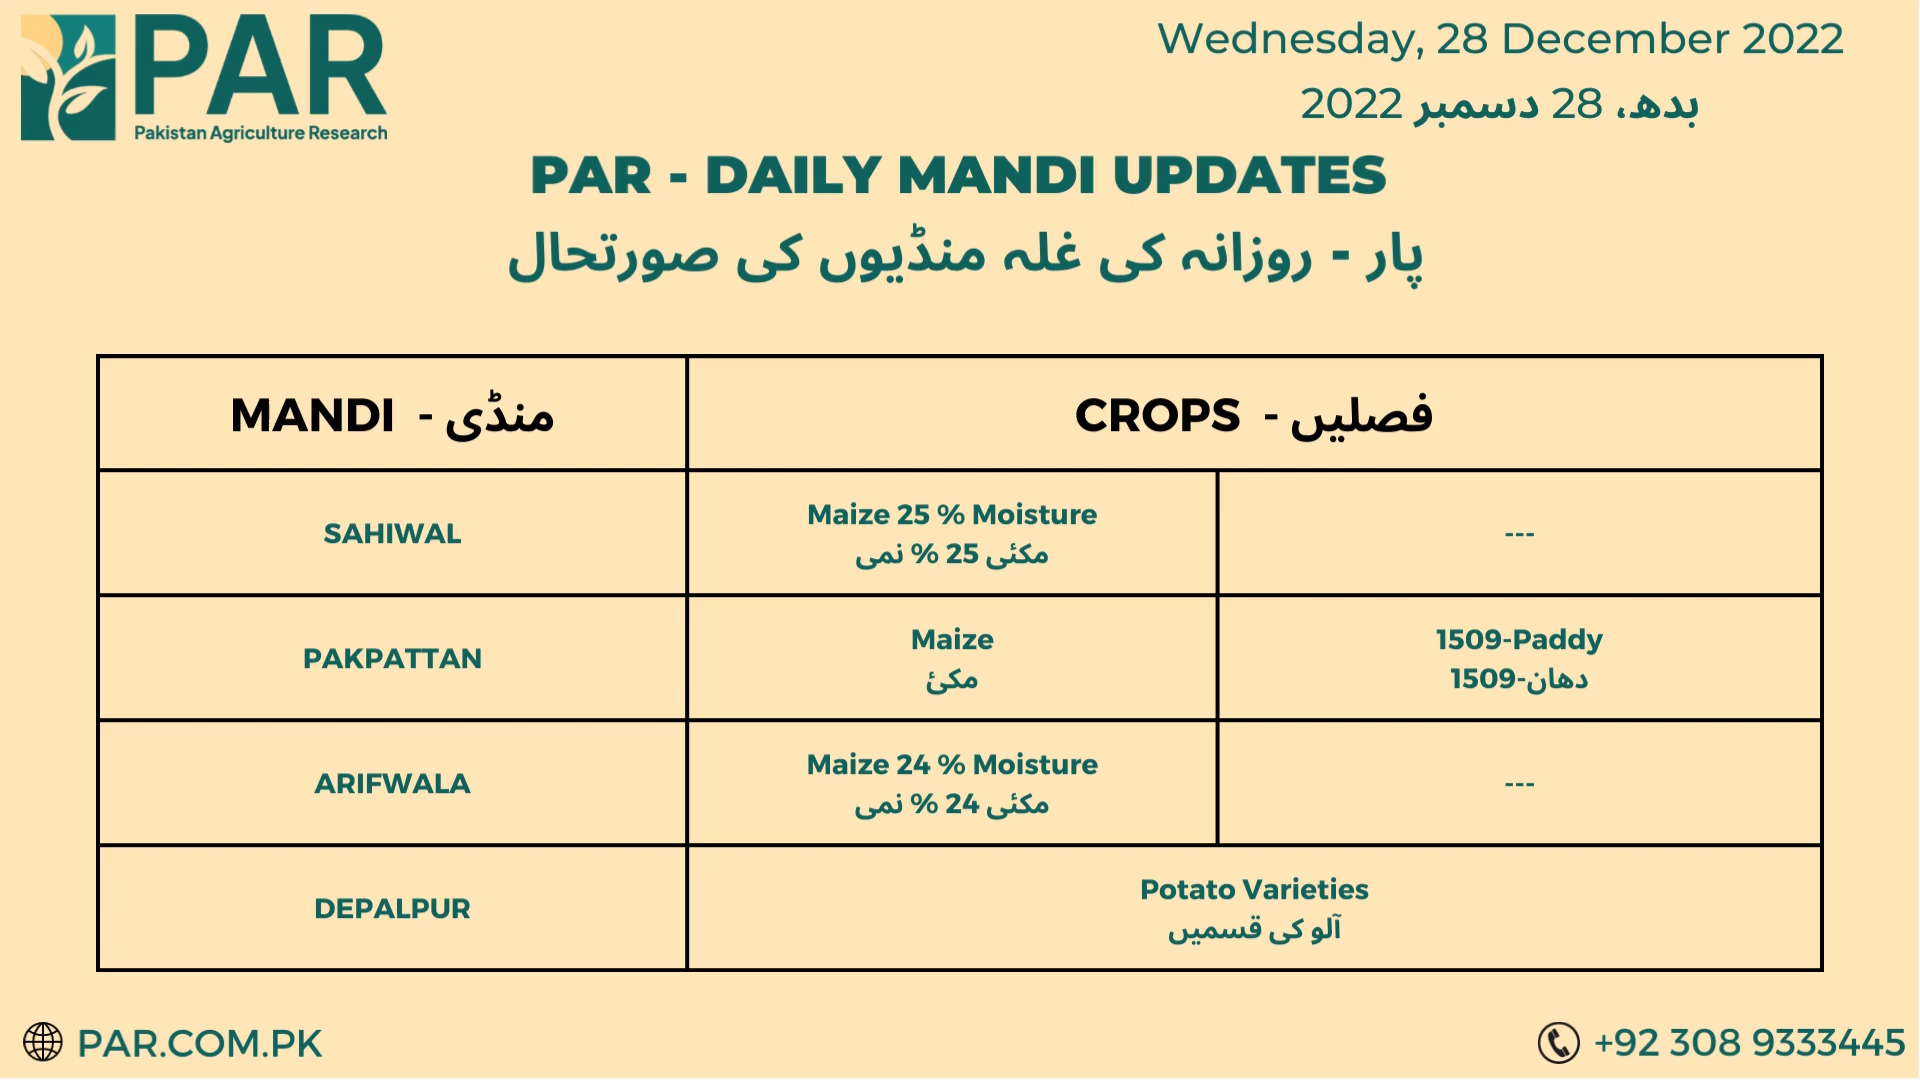 PAR
Pakistan Agriculture Research
Wednesday, 28 December 2022
بدھ، 28 دسمبر 2022
PAR - DAILY MANDI UPDATES
پار - روزانہ کی غلہ منڈیوں کی صورتحال
MANDI - منڈی
CROPS - فصلیں
SAHIWAL
Maize 25 % Moisture
مکئی 25 % نمی
---
PAKPATTAN
Maize
مکئ
1509-Paddy
دھان-1509
ARIFWALA
Maize 24 % Moisture
مکئی 24 % نمی
---
DEPALPUR
Potato Varieties
آلو کی قسمیں
PAR.COM.PK
+92 308 9333445